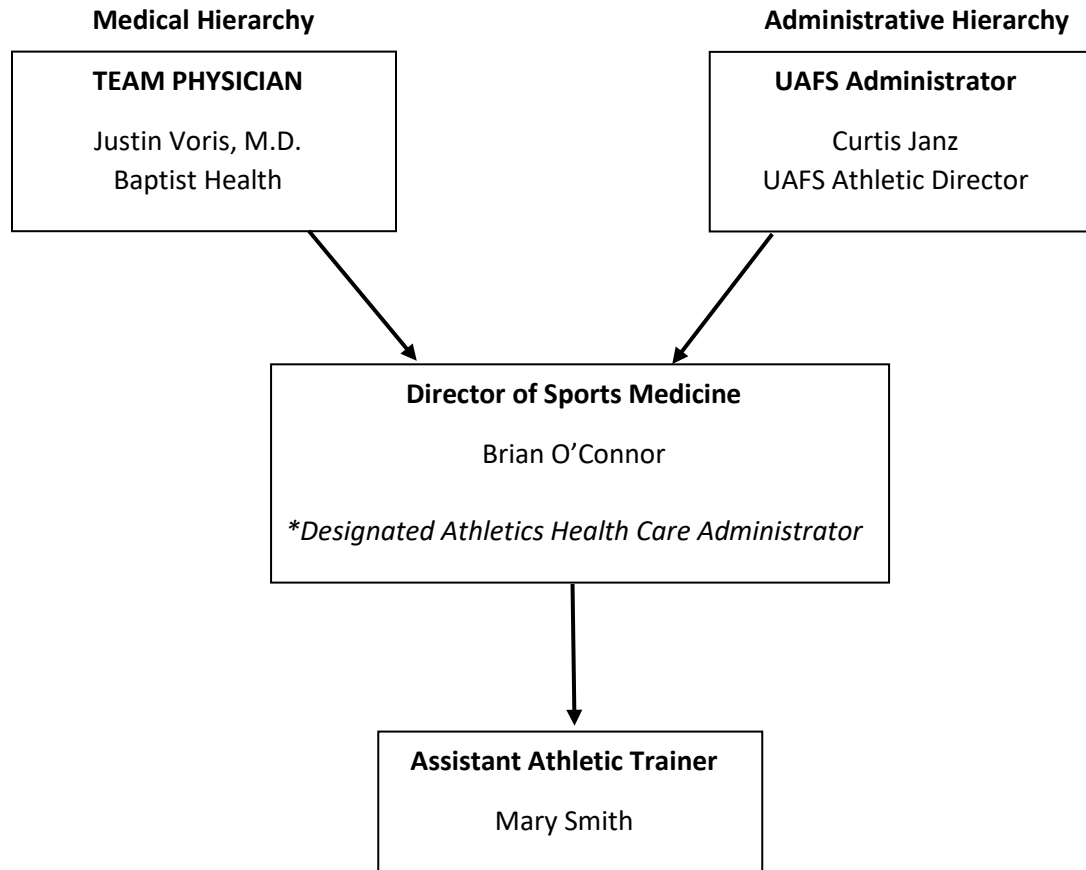 Medical Hierarchy
Administrative Hierarchy
TEAM PHYSICIAN
Justin Voris, M.D.
Baptist Health
UAFS Administrator
Curtis Janz
UAFS Athletic Director
Director of Sports Medicine
Brian O’Connor
*Designated Athletics Health Care Administrator
Assistant Athletic Trainer
Mary Smith